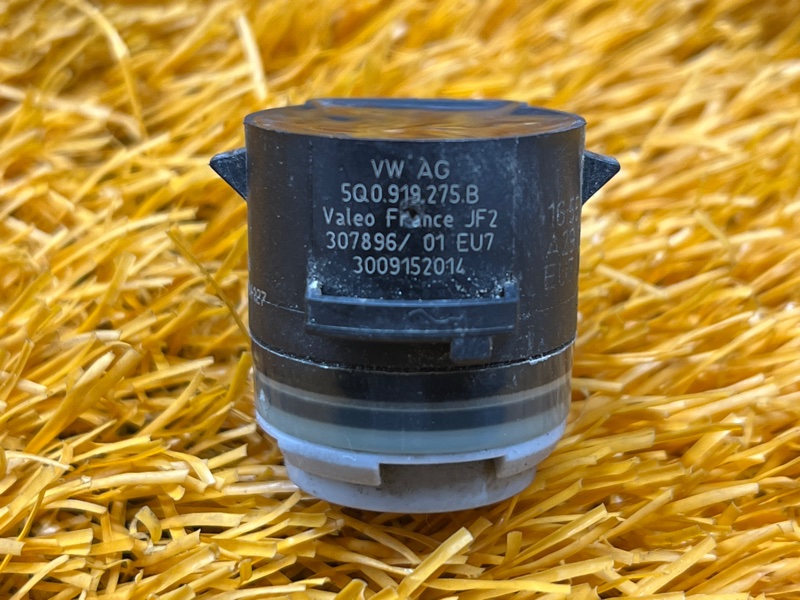 VW AG
5Q0.919.275.B
Valeo France JF2
307896/ 01 EU7
3009152014